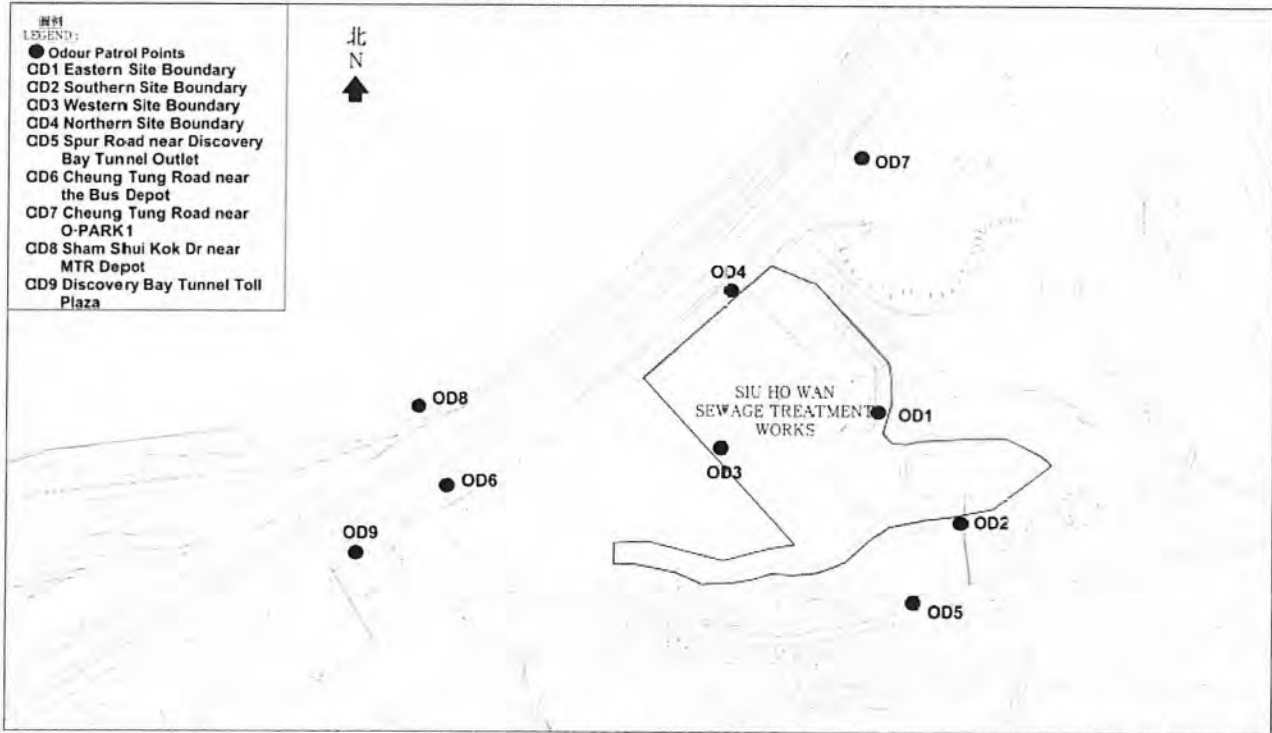 圖例
LEGEND:
Odour Patrol Points
OD1 Eastern Site Boundary
OD2 Southern Site Boundary
OD3 Western Site Boundary
OD4 Northern Site Boundary
OD5 Spur Road near Discovery
Bay Tunnel Outlet
OD6 Cheung Tung Road near
the Bus Depot
OD7 Cheung Tung Road near
O-PARK1
OD8 Sham Shui Kok Dr near
MTR Depot
OD9 Discovery Bay Tunnel Toll
Plaza
北
N
OD7
OD4
SIU HO WAN
SEWAGE TREATMENT
WORKS
OD1
OD8
OD3
OD6
OD2
OD9
OD5